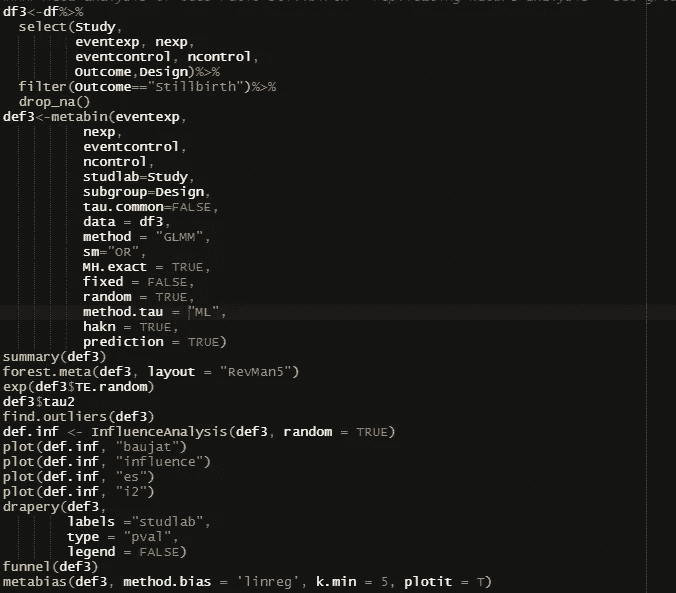 df3<-df%>%
  select(Study,
         eventexp, nexp,
         eventcontrol, ncontrol,
         Outcome,Design)%>%
  filter(Outcome=="Stillbirth")%>%
  drop_na()
def3<-metabin(eventexp,
          nexp,
          eventcontrol,
          ncontrol,
          studlab=Study,
          subgroup=Design,
          tau.common=FALSE,
          data = df3,
          method = "GLMM",
          sm="OR",
          MH.exact = TRUE,
          fixed = FALSE,
          random = TRUE,
          method.tau = "ML",
          hakn = TRUE,
          prediction = TRUE)
summary(def3)
forest.meta(def3, layout = "RevMan5")
exp(def3$TE.random)
def3$tau2
find.outliers(def3)
def.inf <- InfluenceAnalysis(def3, random = TRUE)
plot(def.inf, "baujat")
plot(def.inf, "influence")
plot(def.inf, "es")
plot(def.inf, "i2")
drapery(def3,
        labels ="studlab",
        type = "pval",
        legend = FALSE)
funnel(def3)
metabias(def3, method.bias = 'linreg', k.min = 5, plotit = T)